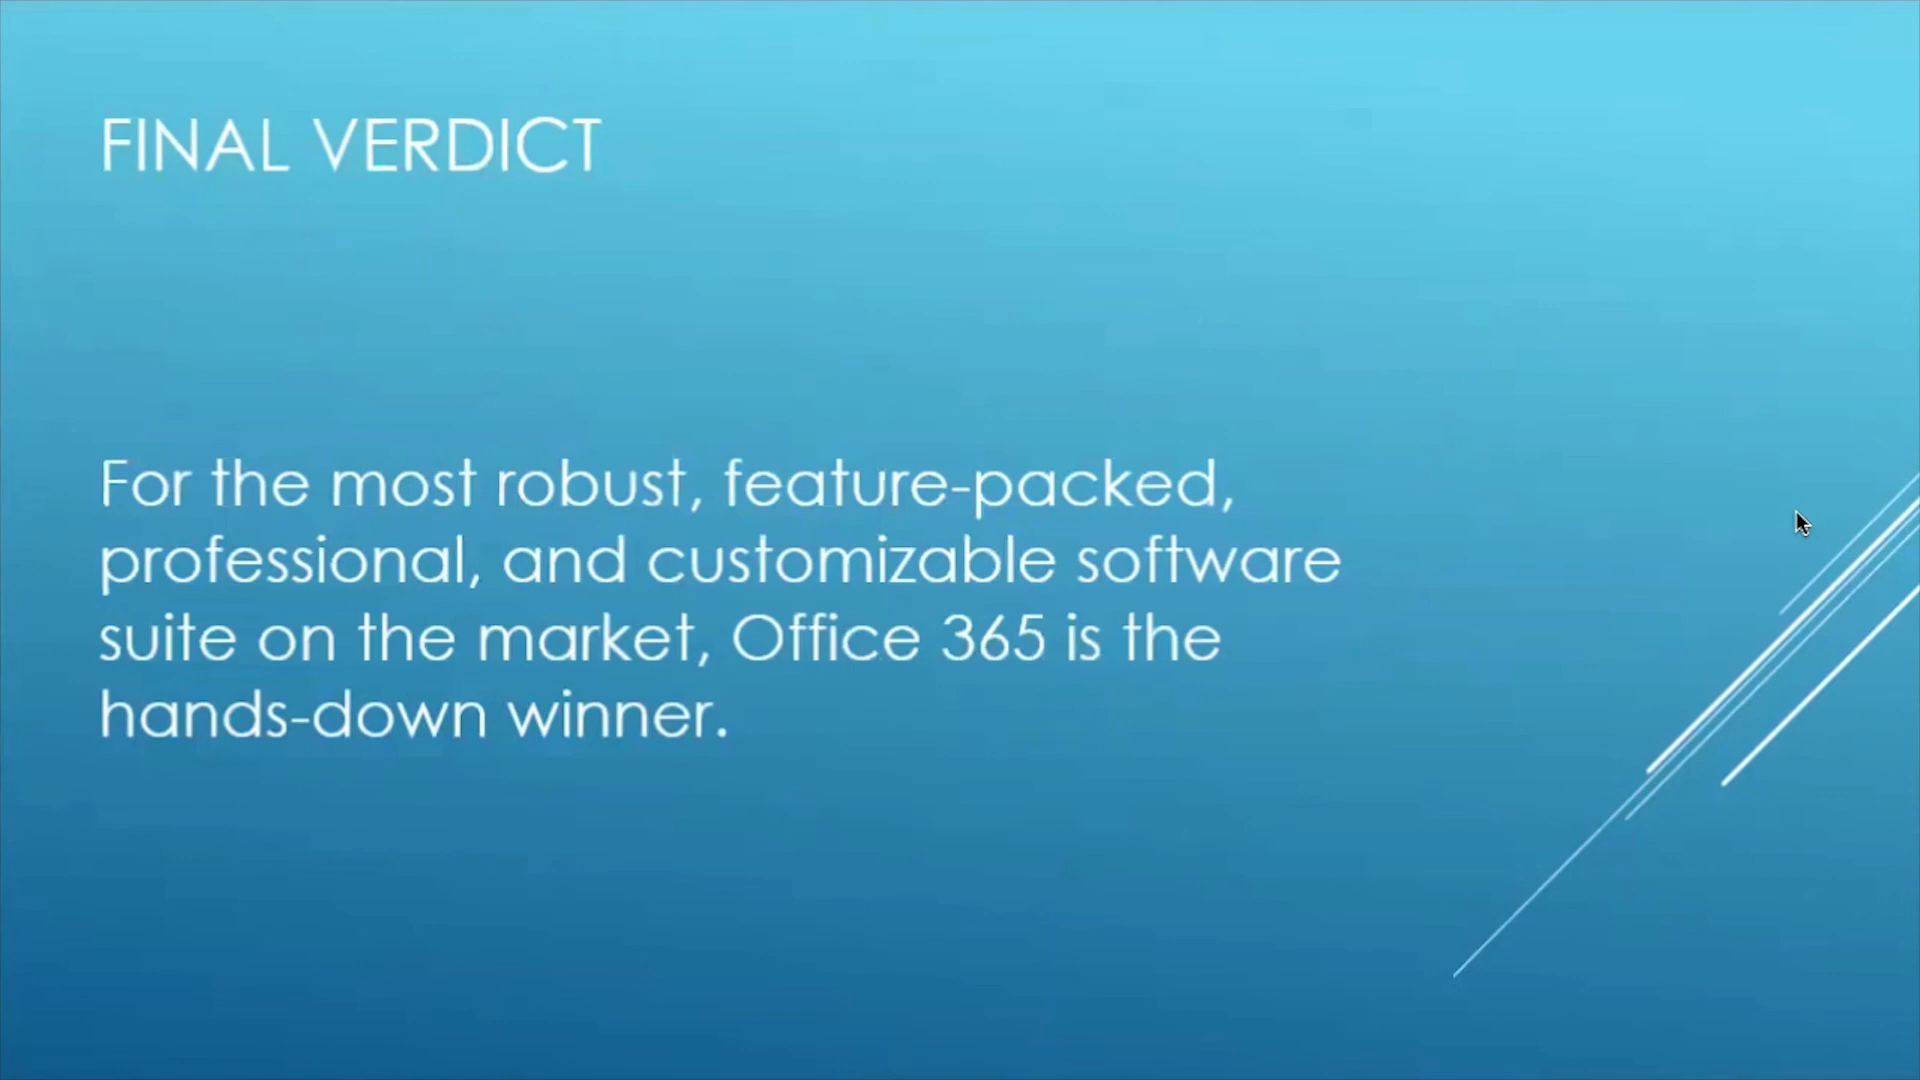 FINAL VERDICT
For the most robust, feature-packed,
professional, and customizable software
suite on the market, Office 365 is the
hands-down winner.